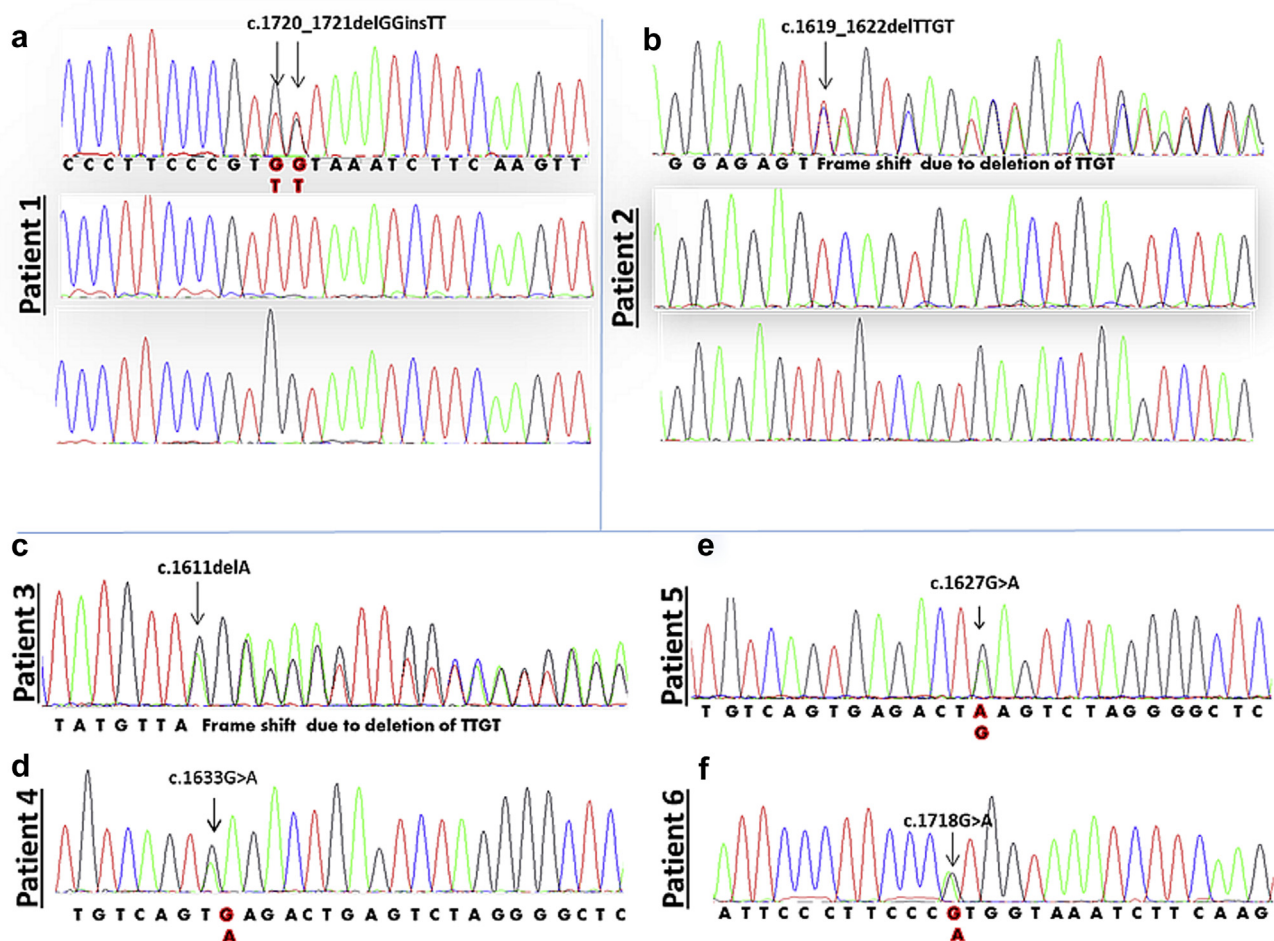 a
c.1720_1721delGGinsTT
C C C T T C C C G T G G T A A A T C T T C A A G T T
T T
Patient 1
b
c.1619_1622delTTGT
G G A G A G T Frame shift due to deletion of TTGT
Patient 2
c
c.1611delA
Patient 3
T A T G T T A Frame shift due to deletion of TTGT
d
c.1633G>A
Patient 4
T G T C A G T G A G A C T G A G T C T A G G G G C T C
A
e
c.1627G>A
Patient 5
T G T C A G T G A G A C T A A G T C T A G G G G C T C
G
f
c.1718G>A
Patient 6
A T T C C C T T C C C G T G G T A A A T C T T C A A G
A